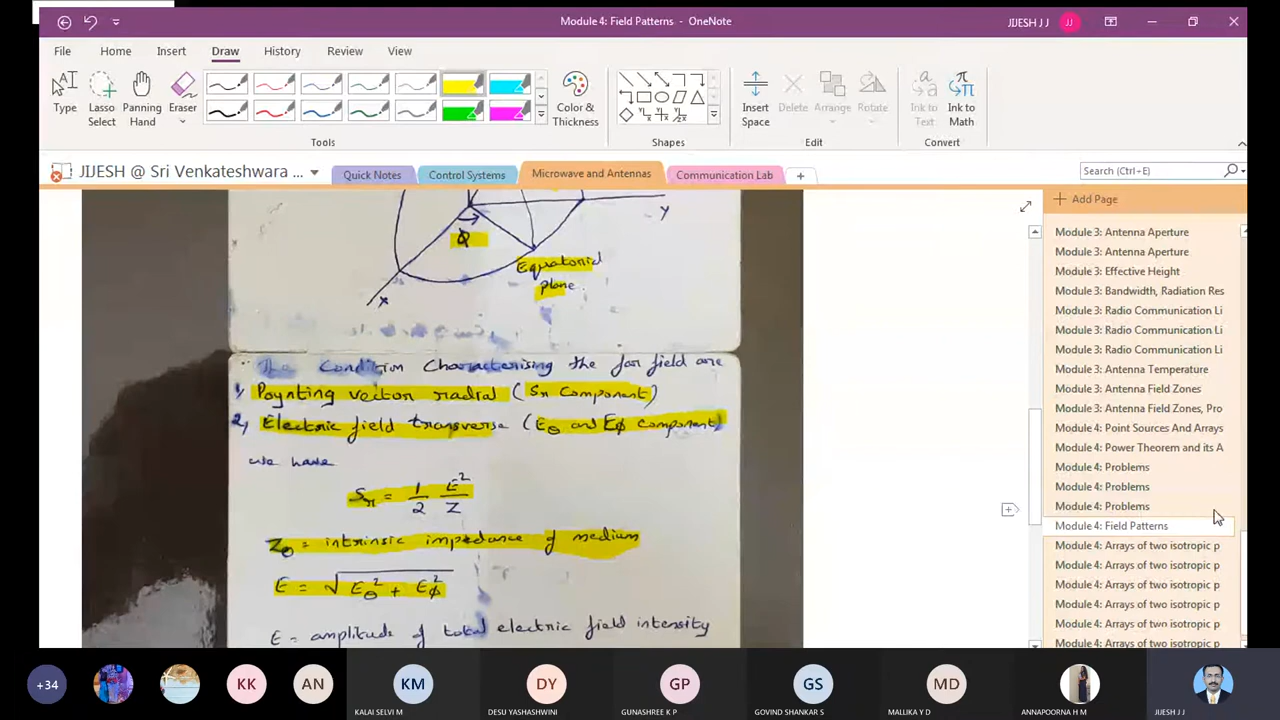 Module 4: Field Patterns - OneNote
JIJESH J J
JJ
File
Home
Insert
Draw
History
Review
View
Type
Lasso Select
Panning Hand
Eraser
Color & Thickness
Insert Space
Delete
Arrange
Rotate
Ink to Text
Ink to Math
Tools
Shapes
Edit
Convert
JIJESH @ Sri Venkateshwara ...
Quick Notes
Control Systems
Microwave and Antennas
Communication Lab
Search (Ctrl+E)
Add Page
Module 3: Antenna Aperture
Module 3: Antenna Aperture
Module 3: Effective Height
Module 3: Bandwidth, Radiation Res
Module 3: Radio Communication Li
Module 3: Radio Communication Li
Module 3: Radio Communication Li
Module 3: Antenna Temperature
Module 3: Antenna Field Zones
Module 3: Antenna Field Zones, Pro
Module 4: Point Sources And Arrays
Module 4: Power Theorem and its A
Module 4: Problems
Module 4: Problems
Module 4: Problems
Module 4: Field Patterns
Module 4: Arrays of two isotropic p
Module 4: Arrays of two isotropic p
Module 4: Arrays of two isotropic p
Module 4: Arrays of two isotropic p
Module 4: Arrays of two isotropic p
Module 4: Arrays of two isotropic p
y
Φ
Equatorial
plane
x
The Condition Characterising the far field are
1, Poynting vector radial (Sr Component)
2, Electric field transverse (Eθ and Eφ component)
we have
Sr = 1/2 E²/Z
Z0 = intrinsic impedance of medium
E = √Eθ² + Eφ²
E = amplitude of total electric field intensity
+34
KK
AN
KM
KALAI SELVI M
DY
DESU YASHASHWINI
GP
GUNASHREE K P
GS
GOVIND SHANKAR S
MD
MALLIKA Y D
ANNAPOORNA H M
JIJESH J J